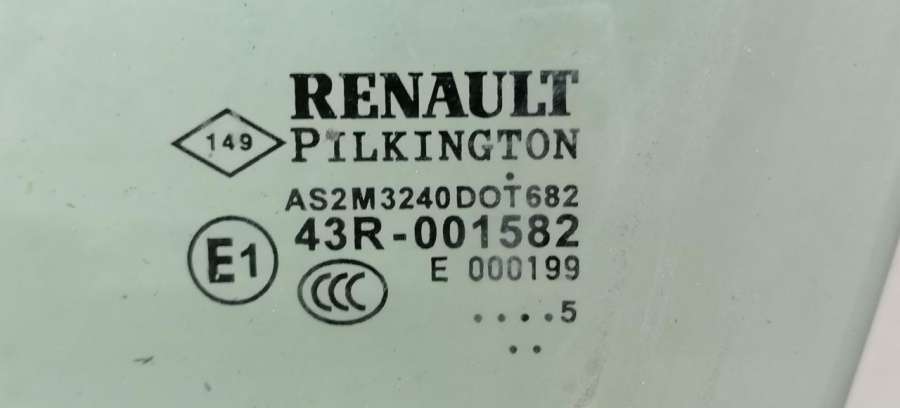 RENAULT
149
PILKINGTON
AS2M3240DOT682
43R-001582
E1
E 000199
CCC
....5
..